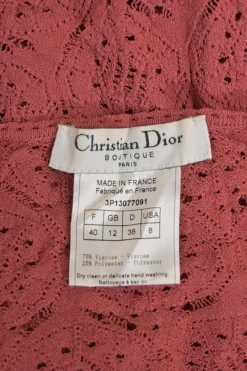 Christian Dior
BOUTIQUE
PARIS
MADE IN FRANCE
Fabriqué en France
3P13077091
F GB D USA
40 12 38 8
75% Viscose - Viscose
25% Polyester - Polyester
Dry clean or delicate hand washing.
Nettoyage à sec ou